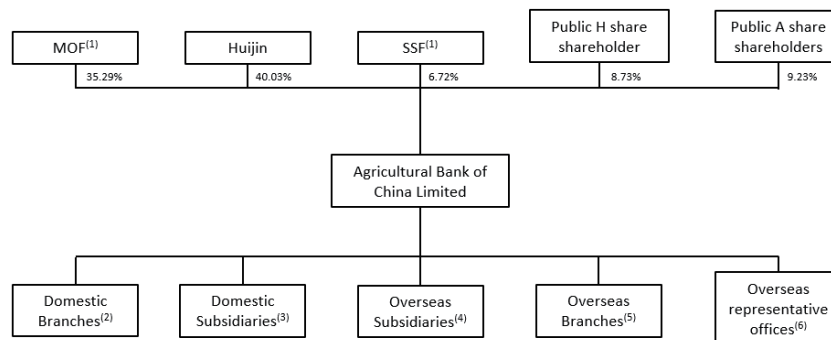 MOF(1)
Huijin
SSF(1)
Public H share
shareholder
Public A share
shareholders
35.29%
40.03%
6.72%
8.73%
9.23%
Agricultural Bank of
China Limited
Domestic
Branches(2)
Domestic
Subsidiaries(3)
Overseas
Subsidiaries(4)
Overseas
Branches(5)
Overseas
representative
offices(6)